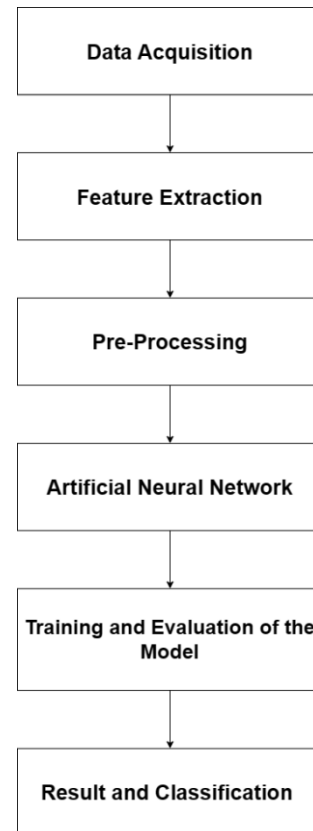 Data Acquisition
Feature Extraction
Pre-Processing
Artificial Neural Network
Training and Evaluation of the
Model
Result and Classification